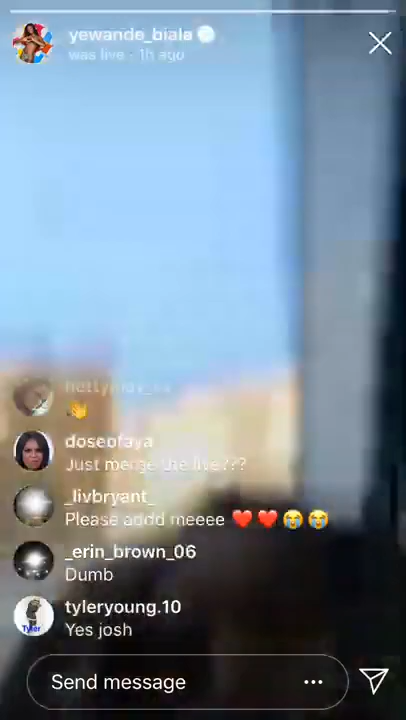 yewande_biala
was live · 1h ago
doseofaya
Just merge the live???
_livbryant_
Please addd meeee ❤️❤️😭😭
_erin_brown_06
Dumb
tyleryoung.10
Yes josh
Tyler
Send message